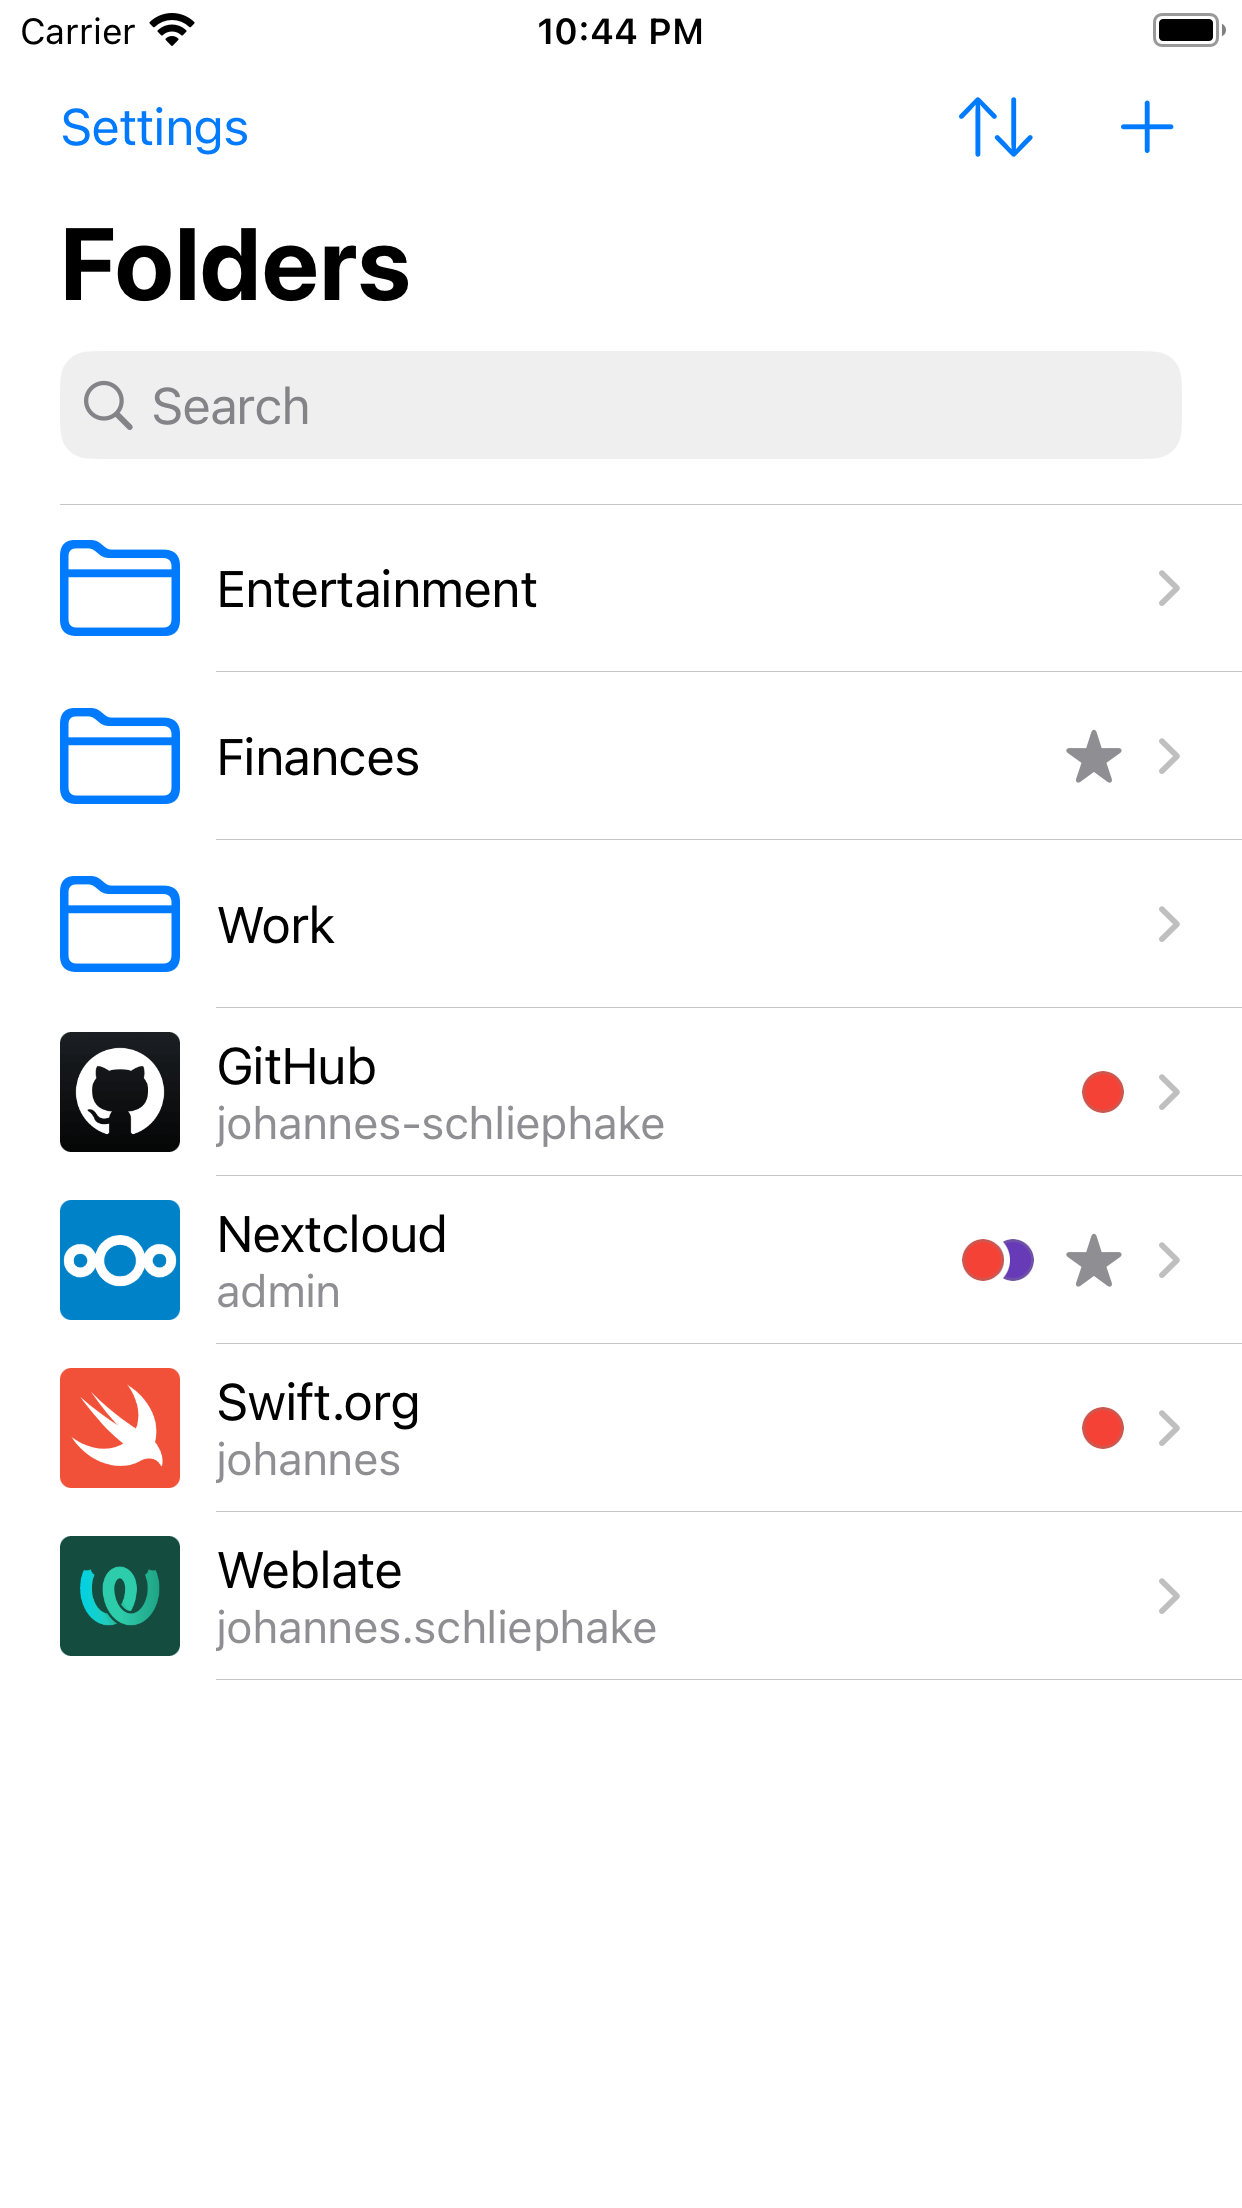 Carrier 10:44 PM
Settings
Folders
Search
Entertainment
Finances
Work
GitHub
johannes-schliephake
Nextcloud
admin
Swift.org
johannes
Weblate
johannes.schliephake